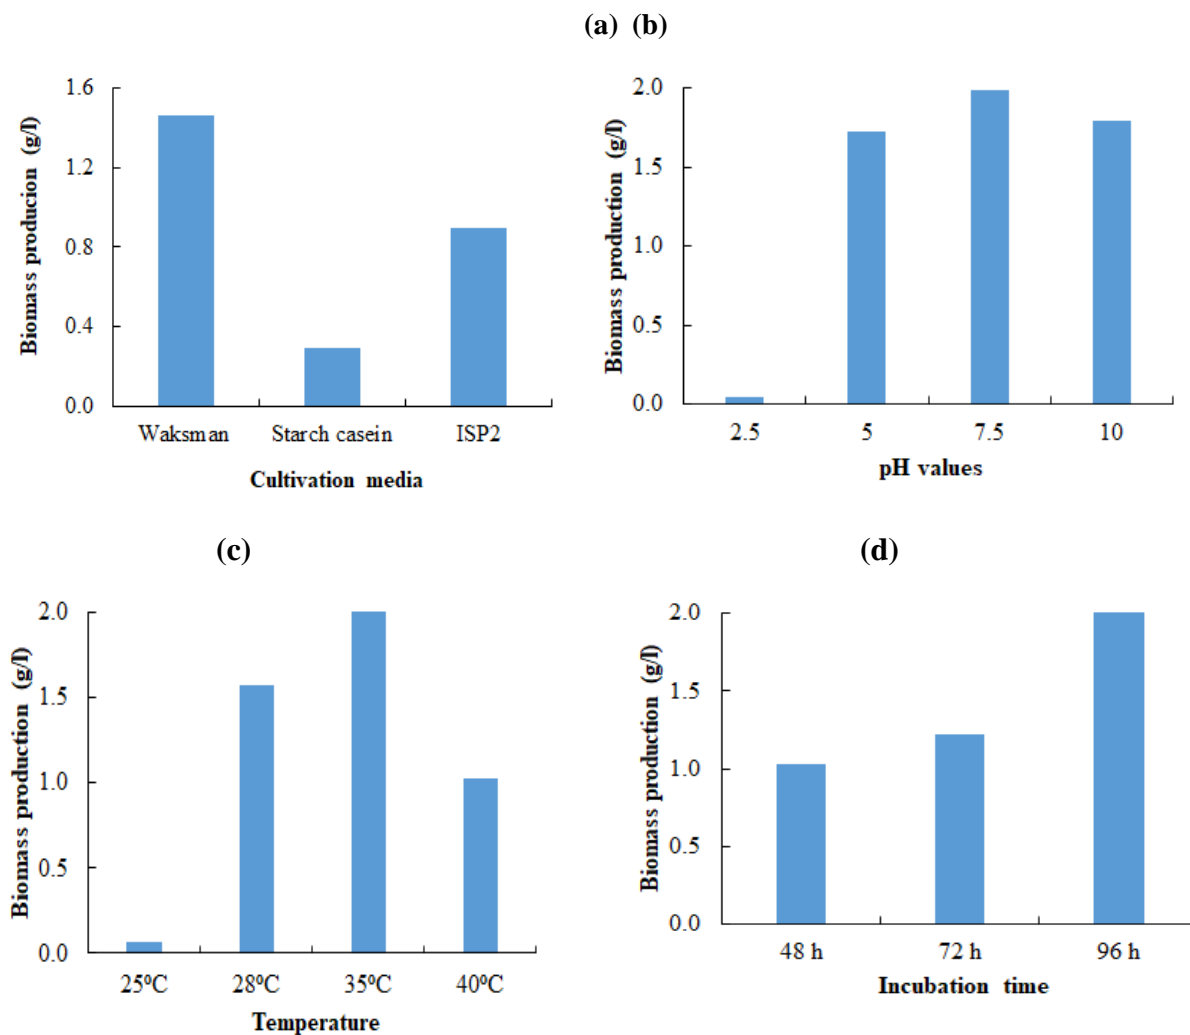 (a) (b)
Biomass producion (g/l)
1.6
1.2
0.8
0.4
0.0
Waksman Starch casein ISP2
Cultivation media
Biomass production (g/l)
2.0
1.5
1.0
0.5
0.0
2.5 5 7.5 10
pH values
(c)
Biomass production (g/l)
2.0
1.5
1.0
0.5
0.0
25ºC 28ºC 35ºC 40ºC
Temperature
(d)
Biomass production (g/l)
2.0
1.5
1.0
0.5
0.0
48 h 72 h 96 h
Incubation time